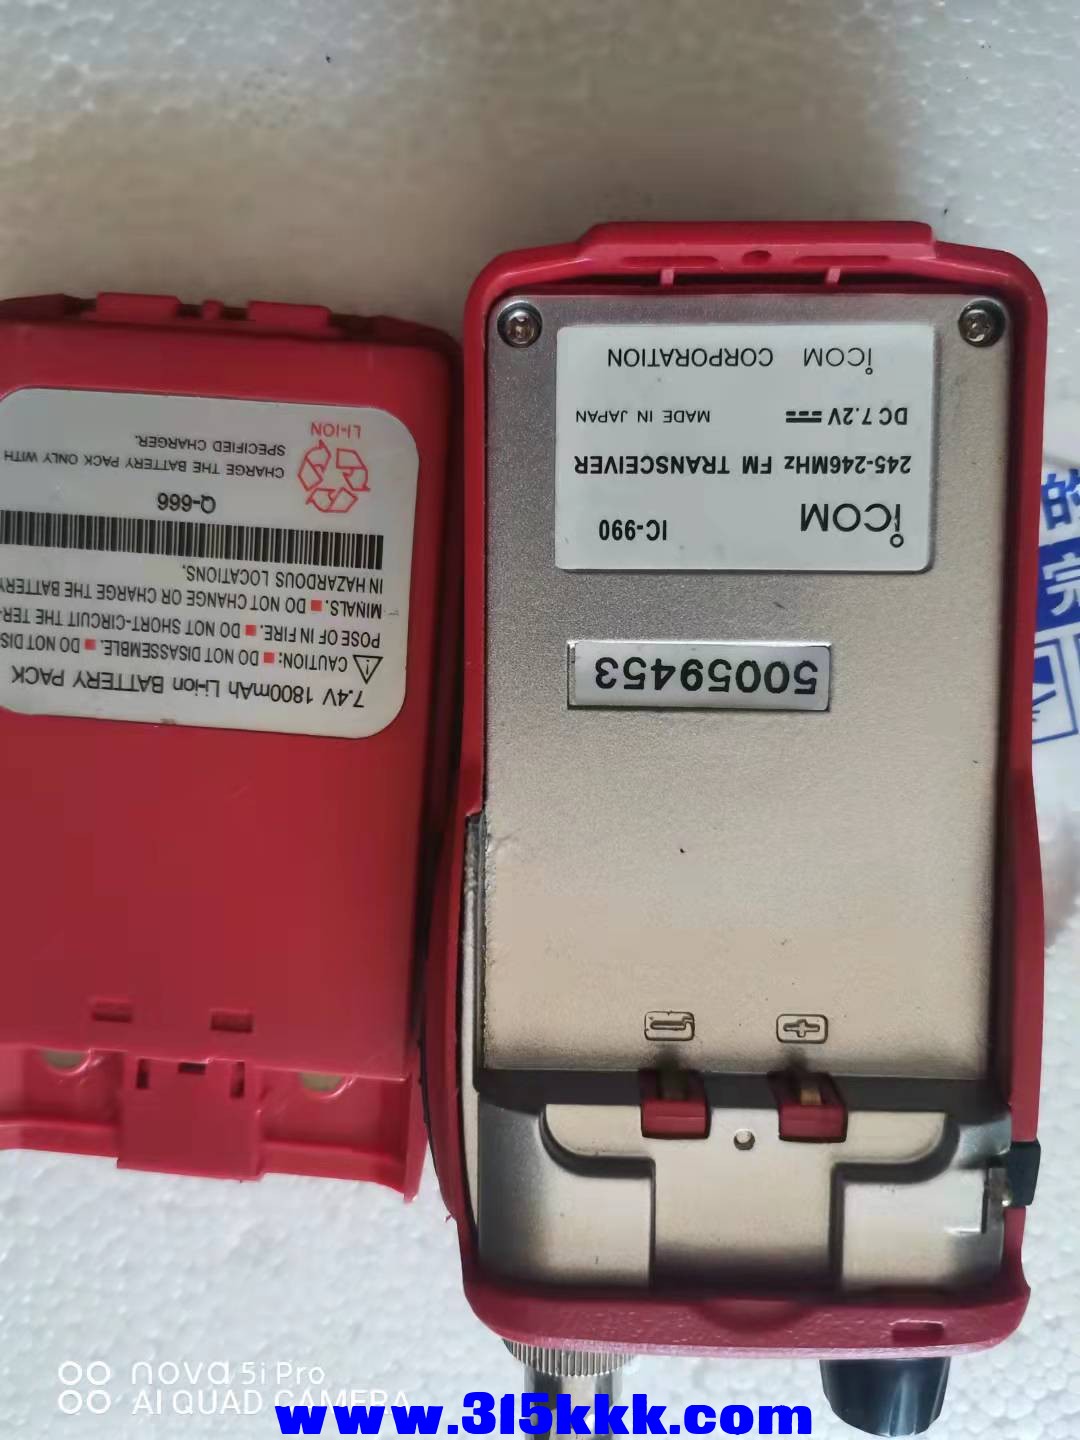 iCOM IC-990
245-246MHz FM TRANSCEIVER
DC 7.2V MADE IN JAPAN
iCOM CORPORATION
50059453
7.4V 1800mAh Li-ion BATTERY PACK
CAUTION: DO NOT DISASSEMBLE. DO NOT DIS
POSE OF IN FIRE. DO NOT SHORT-CIRCUIT THE TER-
MINALS. DO NOT CHANGE OR CHARGE THE BATTERY
IN HAZARDOUS LOCATIONS.
Q-666
CHARGE THE BATTERY PACK ONLY WITH
SPECIFIED CHARGER.
LI-ION
的
完
nova 5i Pro
AI QUAD CAMERA
www.315kkk.com